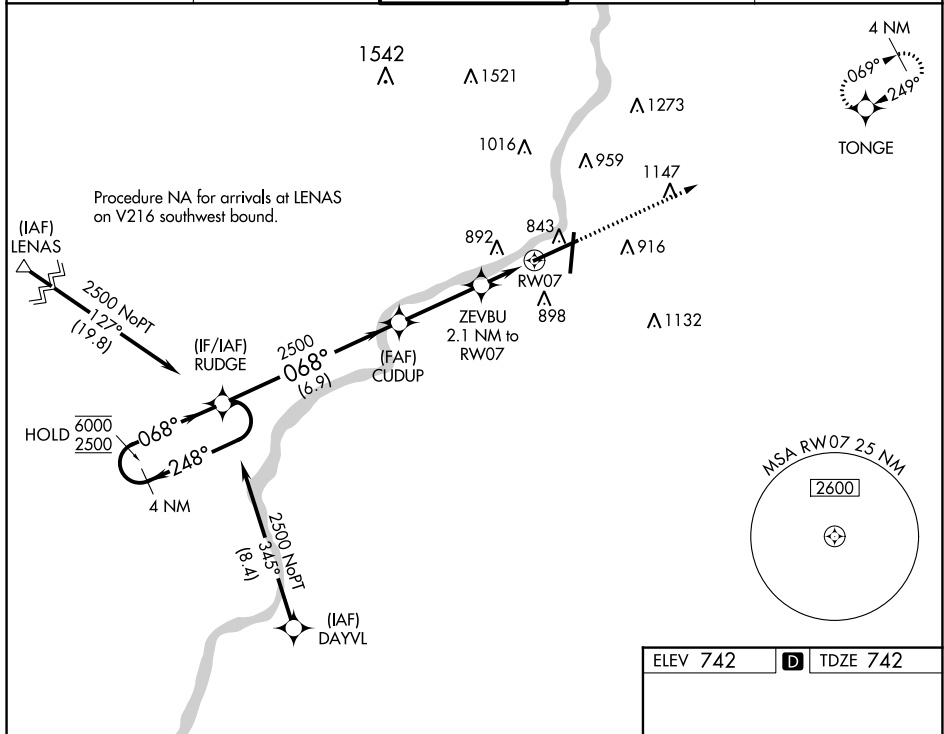 4 NM
069°
249°
TONGE
1542
1521
1273
1016
959
1147
Procedure NA for arrivals at LENAS
on V216 southwest bound.
(IAF)
LENAS
2500 NoPT
127°
(19.8)
892
843
916
RW07
898
1132
ZEVBU
2.1 NM to
RW07
(FAF)
CUDUP
2500
068°
(6.9)
(IF/IAF)
RUDGE
HOLD 6000
2500
068°
248°
4 NM
2500 NoPT
345°
(8.4)
(IAF)
DAYVL
MSA RW07 25 NM
2600
ELEV 742 D TDZE 742